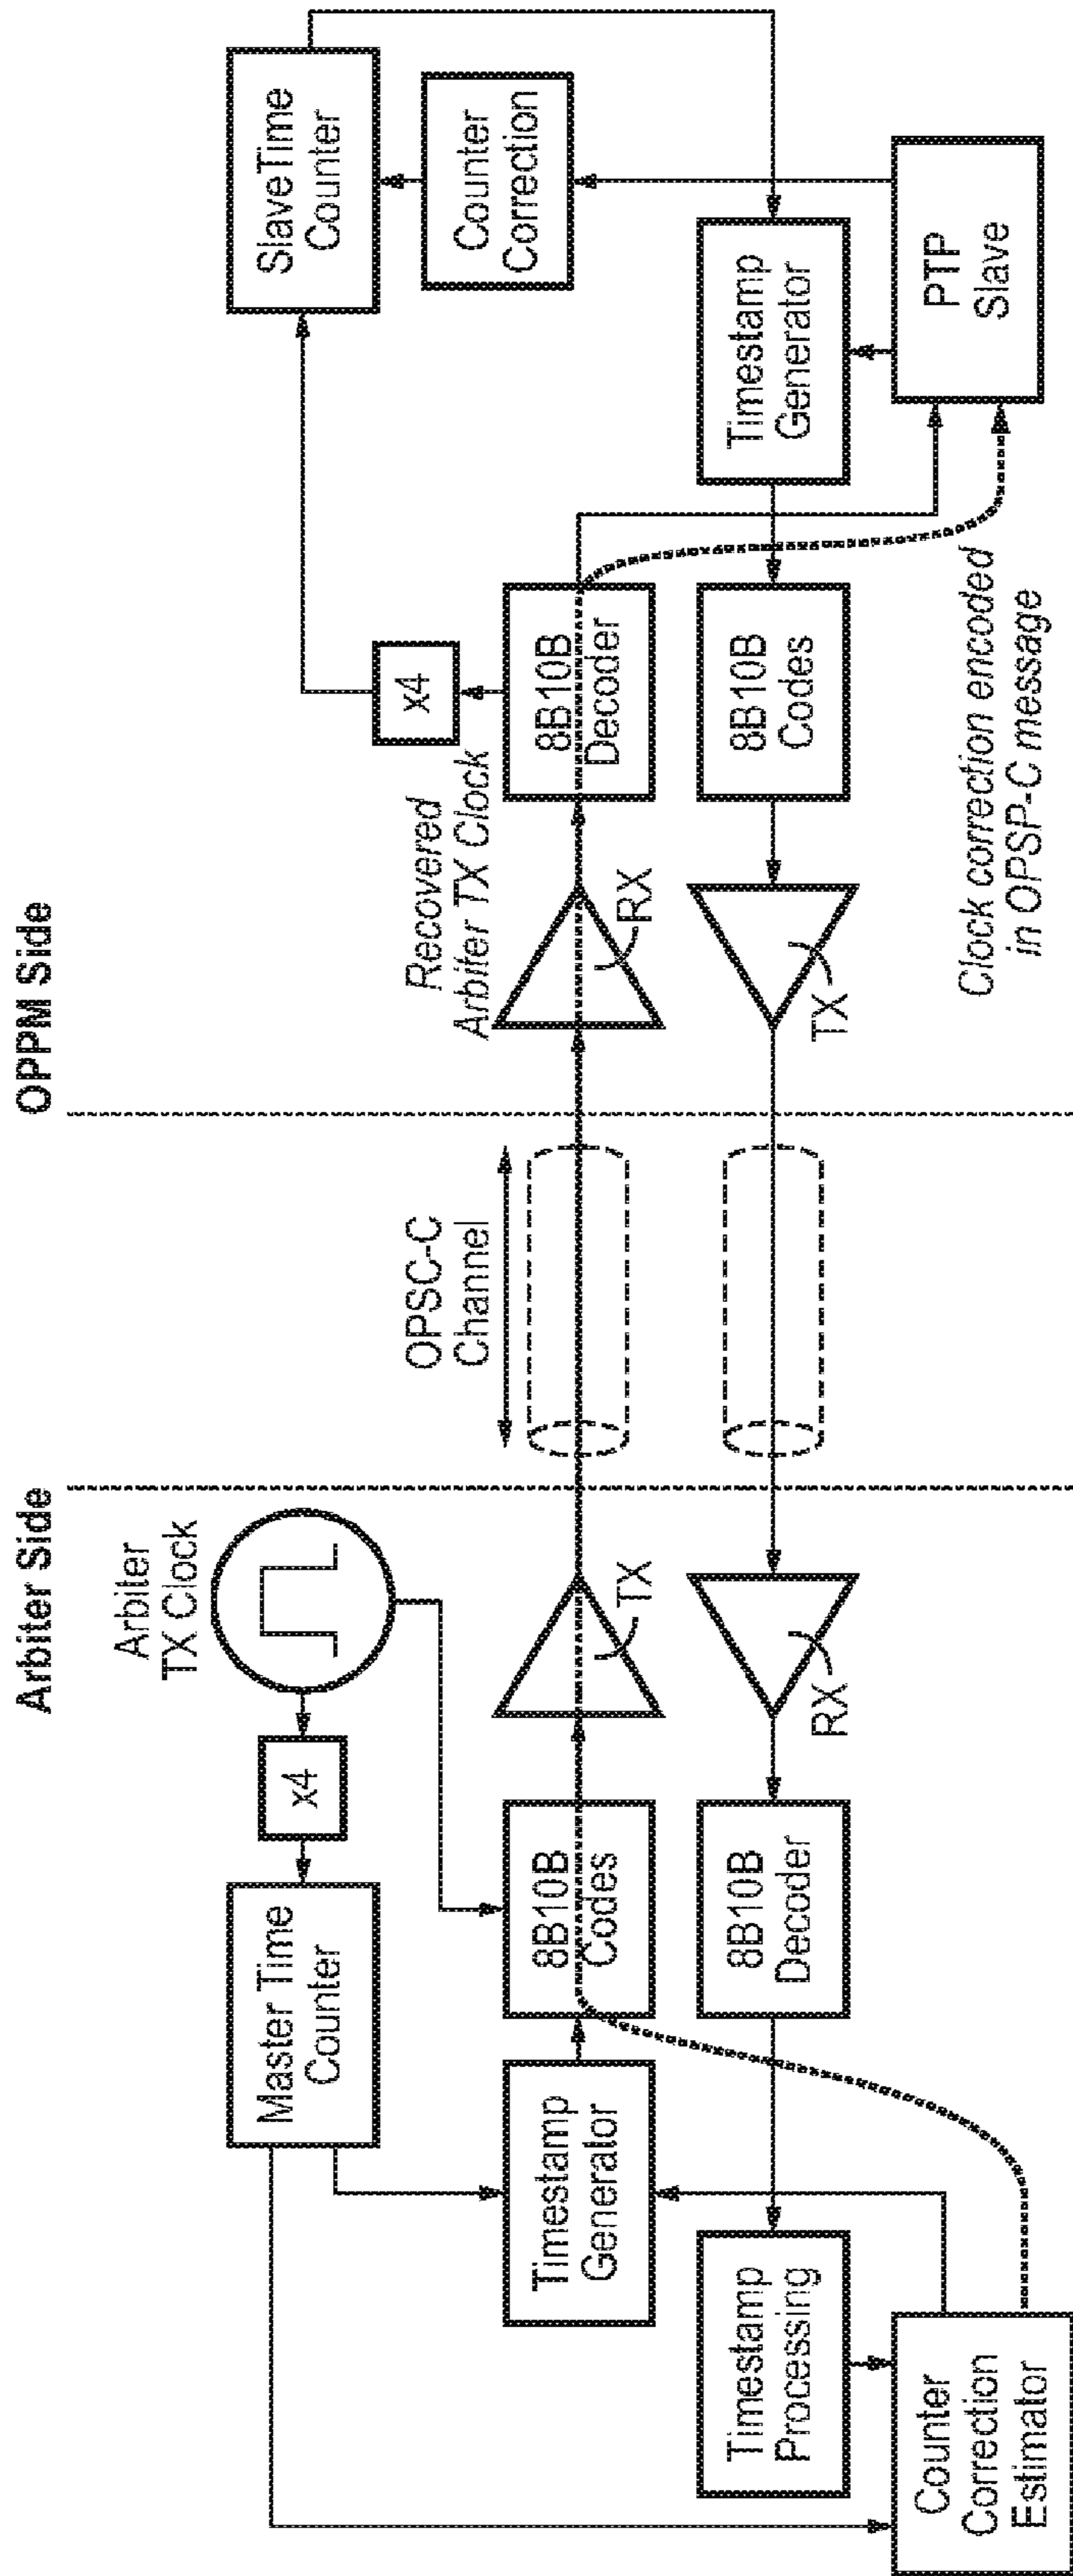 Arbiter Side
OPPM Side
Arbiter
TX Clock
x4
Master Time
Counter
Timestamp
Generator
8B10B
Codes
TX
Timestamp
Processing
8B10B
Decoder
RX
Counter
Correction
Estimator
OPSC-C
Channel
Recovered
Arbiter TX Clock
RX
8B10B
Decoder
x4
SlaveTime
Counter
Counter
Correction
Timestamp
Generator
8B10B
Codes
TX
PTP
Slave
Clock correction encoded
in OPSP-C message